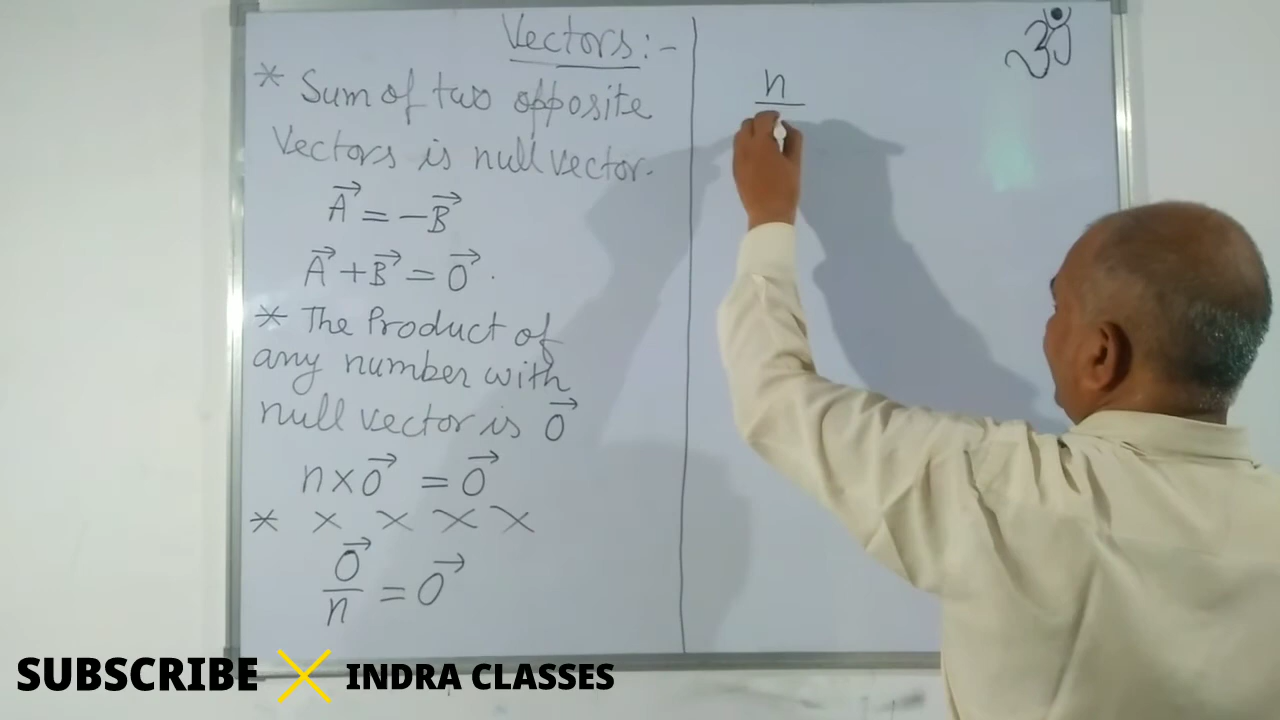 Vectors:-
* Sum of two opposite
Vectors is null vector.
A⃗ = -B⃗
A⃗ + B⃗ = 0⃗ .
* The Product of
any number with
null vector is 0⃗
n × 0⃗ = 0⃗
* × × × ×
0⃗/n = 0⃗
n
ॐ
SUBSCRIBE INDRA CLASSES